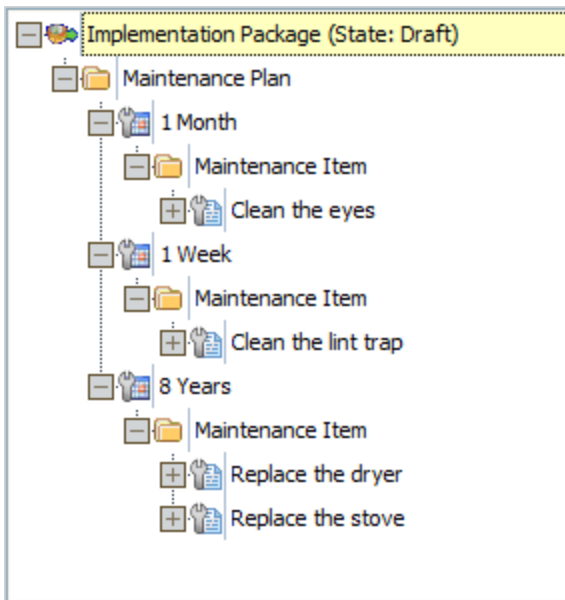 Implementation Package (State: Draft)
Maintenance Plan
1 Month
Maintenance Item
Clean the eyes
1 Week
Maintenance Item
Clean the lint trap
8 Years
Maintenance Item
Replace the dryer
Replace the stove